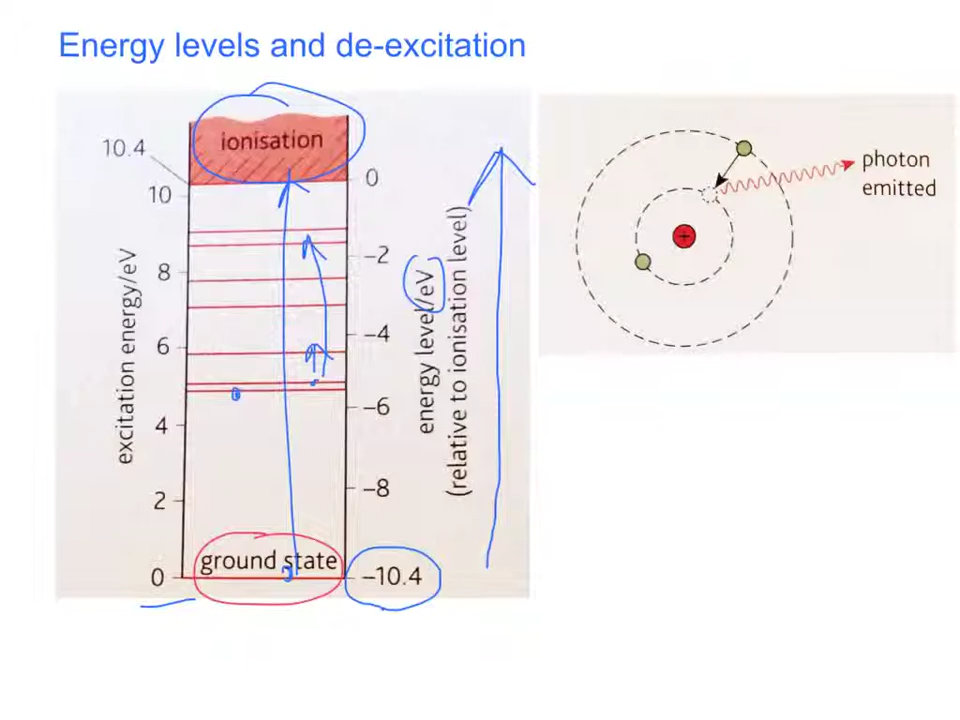 Energy levels and de-excitation
ionisation
10.4
10
8
6
4
2
0
excitation energy/eV
ground state
0
−2
−4
−6
−8
−10.4
energy level/eV
(relative to ionisation level)
+
photon
emitted